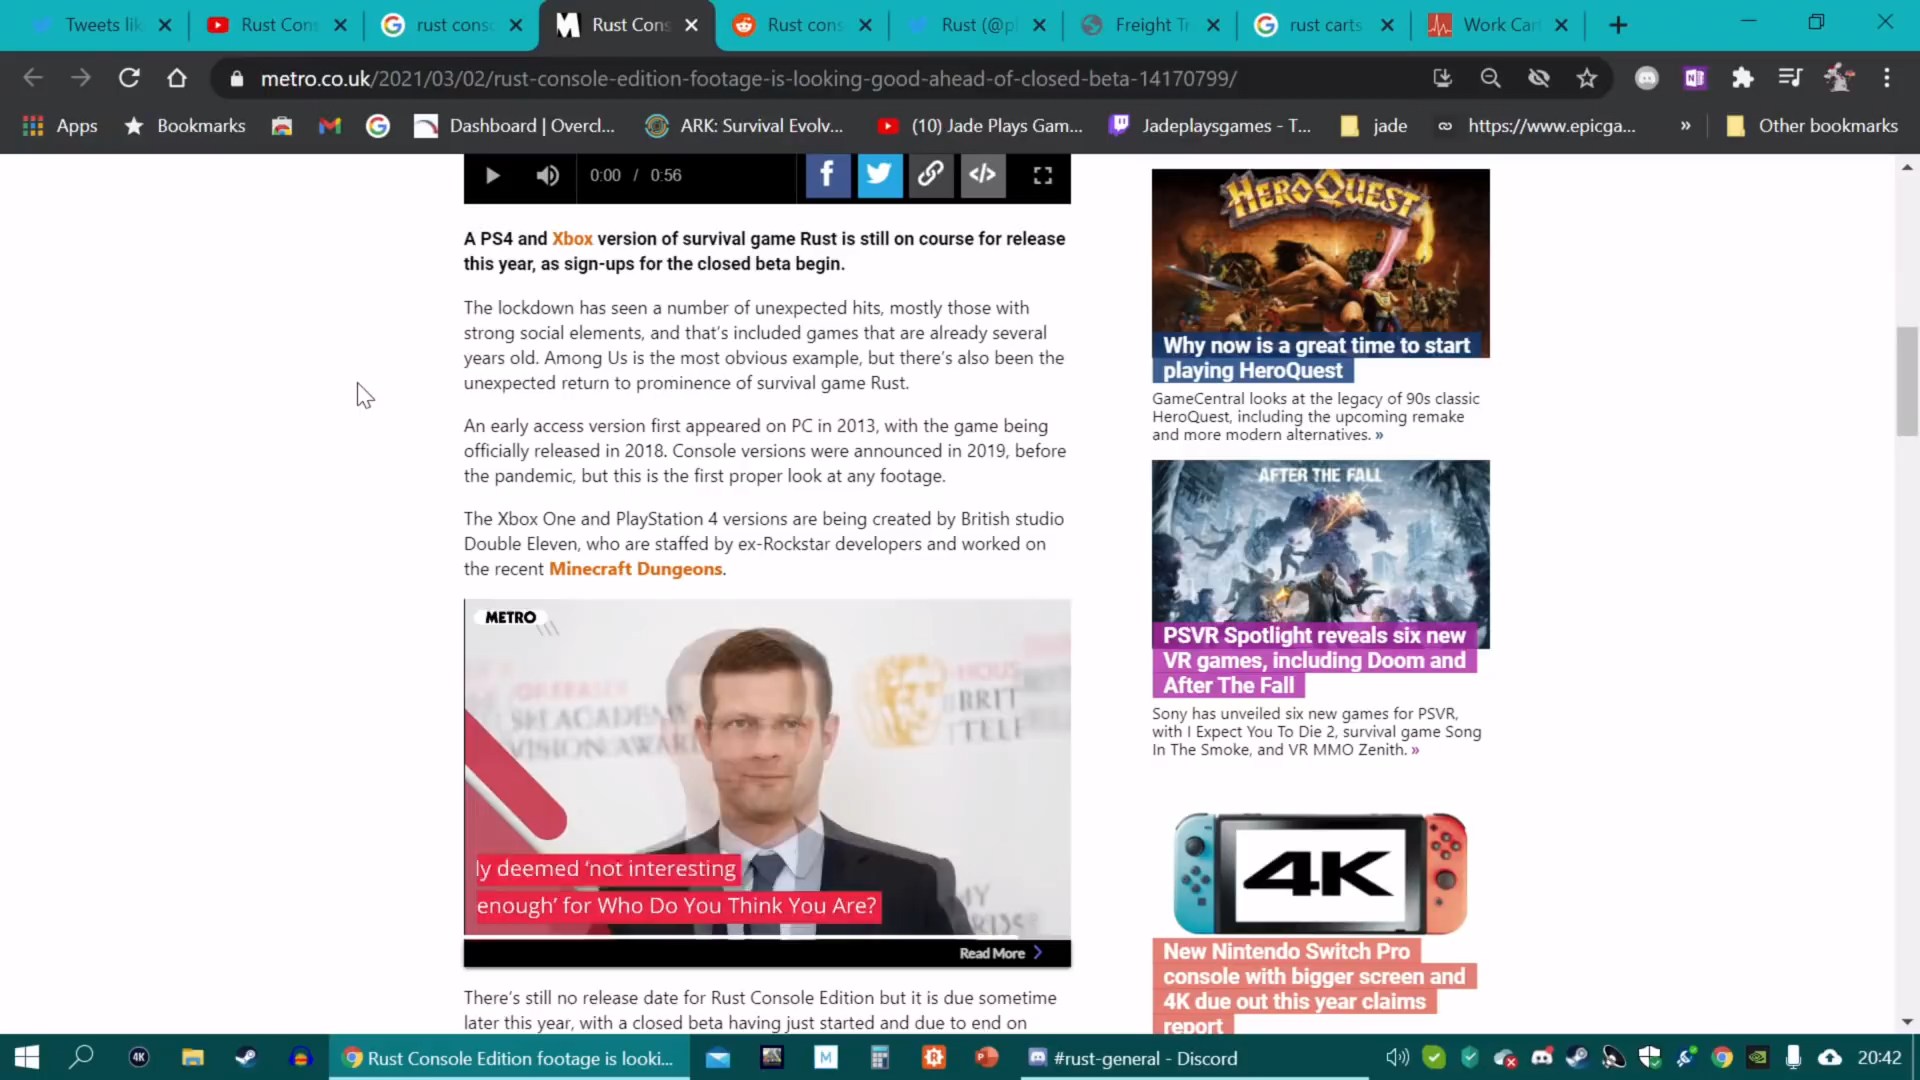 Tweets lik
Rust Con
rust conso
Rust Cons
Rust cons
Rust (@pl
Freight Tr
rust carts
Work Car
metro.co.uk/2021/03/02/rust-console-edition-footage-is-looking-good-ahead-of-closed-beta-14170799/
Apps
Bookmarks
Dashboard | Overcl...
ARK: Survival Evolv...
(10) Jade Plays Gam...
Jadeplaysgames - T...
jade
https://www.epicga...
»
Other bookmarks
0:00 / 0:56
A PS4 and Xbox version of survival game Rust is still on course for release
this year, as sign-ups for the closed beta begin.
The lockdown has seen a number of unexpected hits, mostly those with
strong social elements, and that's included games that are already several
years old. Among Us is the most obvious example, but there's also been the
unexpected return to prominence of survival game Rust.
An early access version first appeared on PC in 2013, with the game being
officially released in 2018. Console versions were announced in 2019, before
the pandemic, but this is the first proper look at any footage.
The Xbox One and PlayStation 4 versions are being created by British studio
Double Eleven, who are staffed by ex-Rockstar developers and worked on
the recent Minecraft Dungeons.
METRO
ly deemed 'not interesting
enough' for Who Do You Think You Are?
Read More
There's still no release date for Rust Console Edition but it is due sometime
later this year, with a closed beta having just started and due to end on
HEROQUEST
Why now is a great time to start
playing HeroQuest
GameCentral looks at the legacy of 90s classic
HeroQuest, including the upcoming remake
and more modern alternatives. »
AFTER THE FALL
PSVR Spotlight reveals six new
VR games, including Doom and
After The Fall
Sony has unveiled six new games for PSVR,
with I Expect You To Die 2, survival game Song
In The Smoke, and VR MMO Zenith. »
4K
New Nintendo Switch Pro
console with bigger screen and
4K due out this year claims
report
4K
Rust Console Edition footage is looki...
M
#rust-general - Discord
20:42